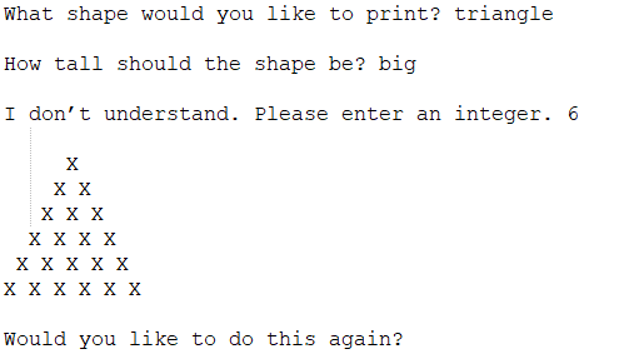 What shape would you like to print? triangle
How tall should the shape be? big
I don’t understand. Please enter an integer. 6
X
X X
X X X
X X X X
X X X X X
X X X X X X
Would you like to do this again?